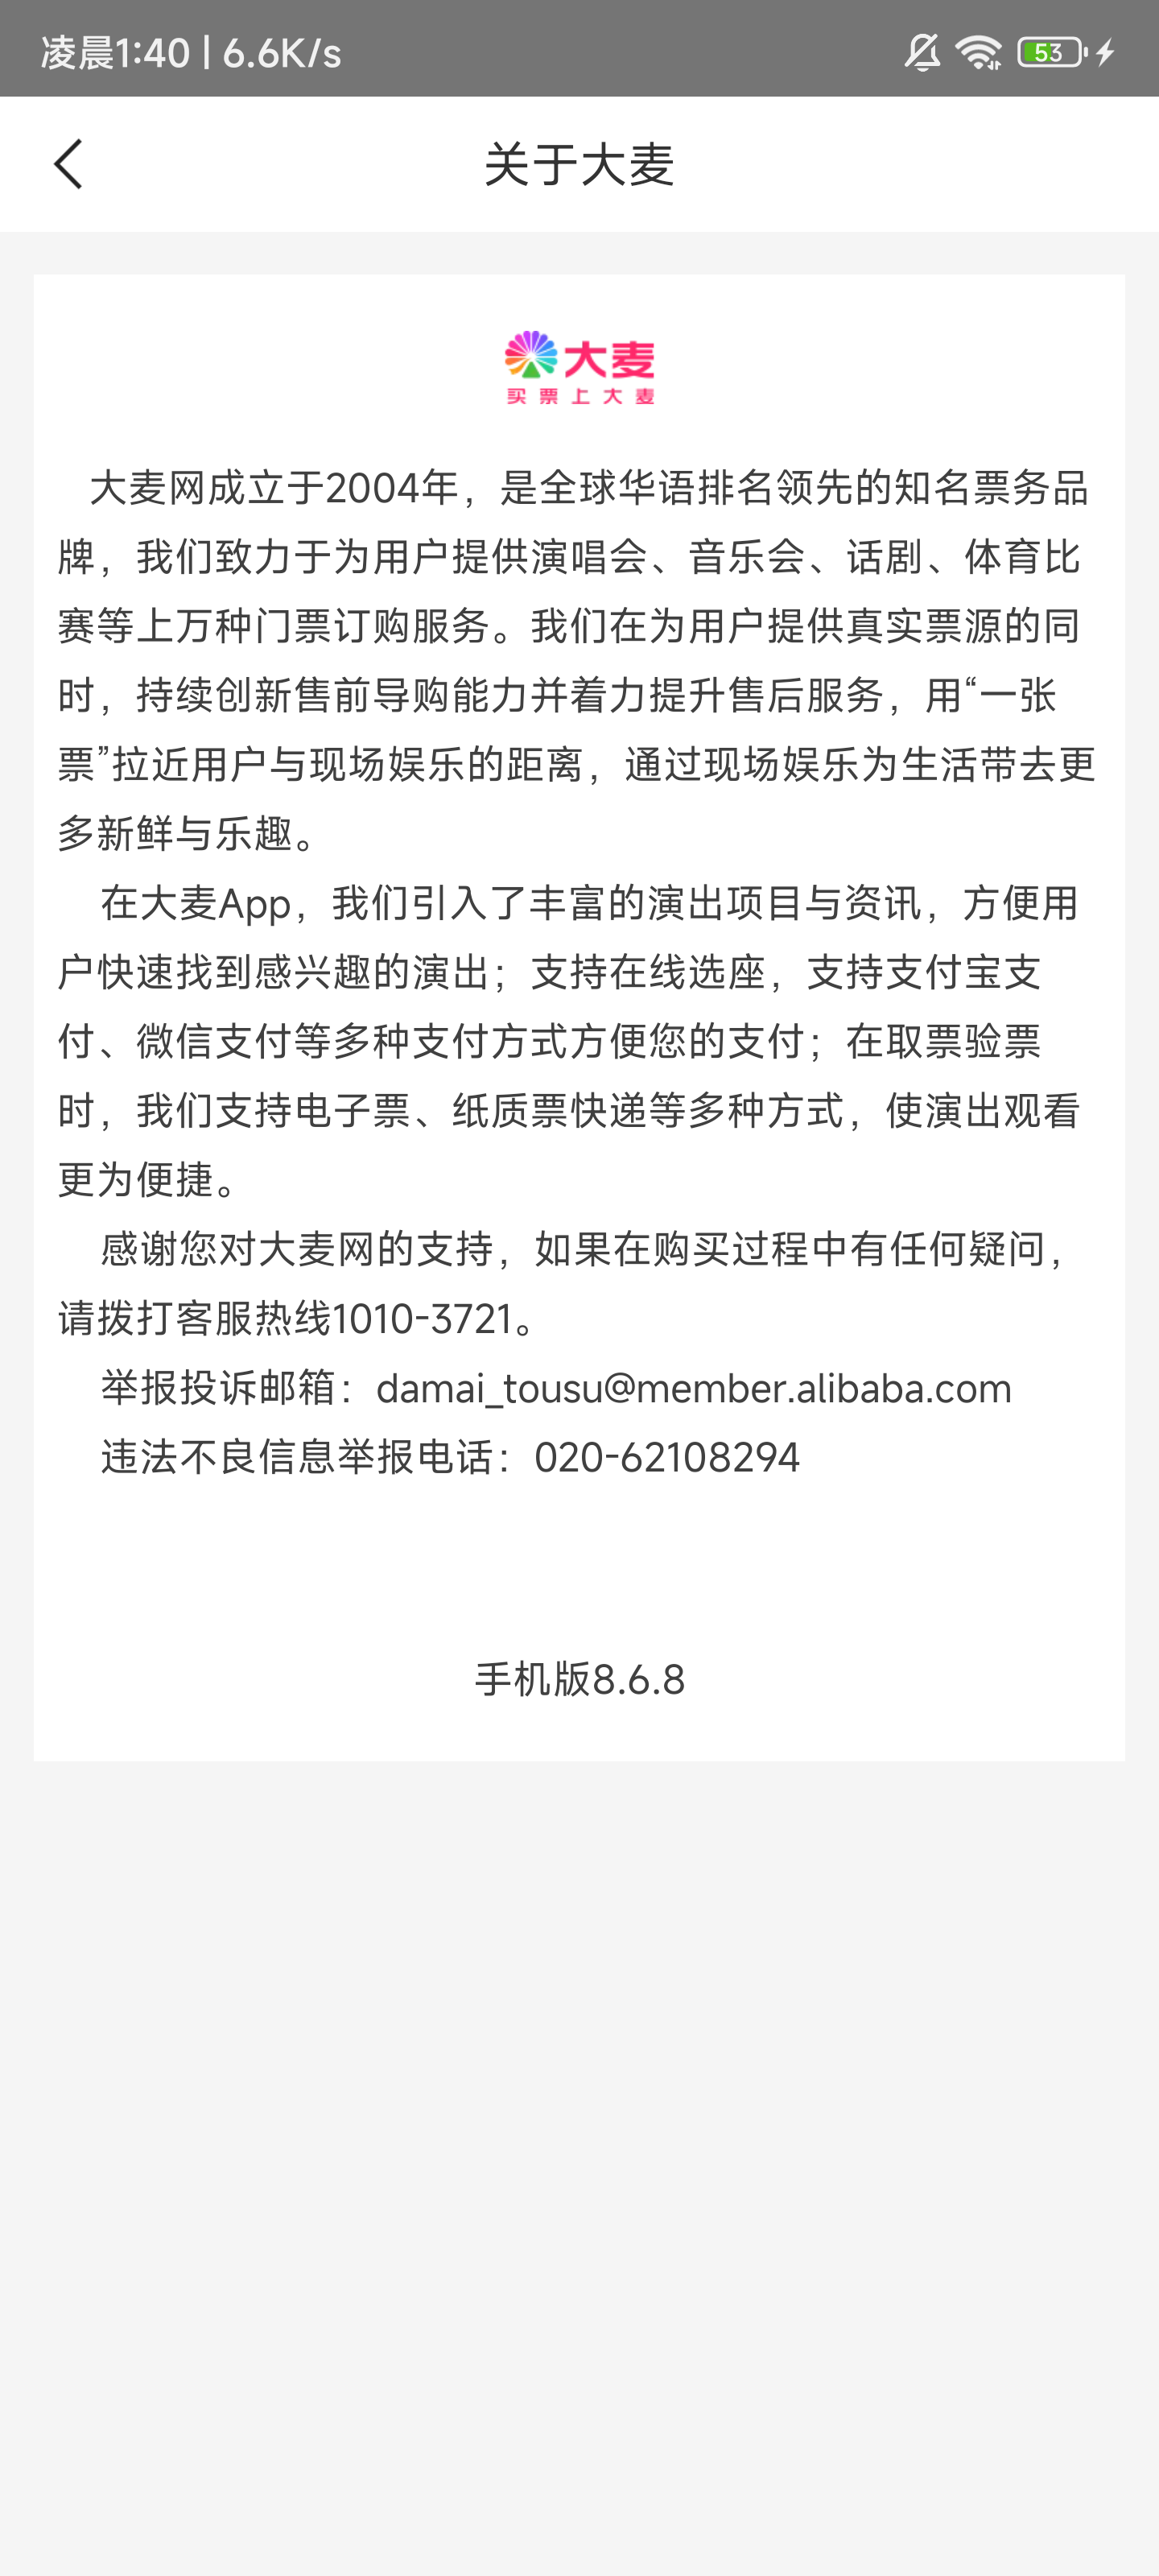 凌晨1:40 | 6.6K/s
53
关于大麦
大麦
买票上大麦
大麦网成立于2004年，是全球华语排名领先的知名票务品
牌，我们致力于为用户提供演唱会、音乐会、话剧、体育比
赛等上万种门票订购服务。我们在为用户提供真实票源的同
时，持续创新售前导购能力并着力提升售后服务，用“一张
票”拉近用户与现场娱乐的距离，通过现场娱乐为生活带去更
多新鲜与乐趣。
在大麦App，我们引入了丰富的演出项目与资讯，方便用
户快速找到感兴趣的演出；支持在线选座，支持支付宝支
付、微信支付等多种支付方式方便您的支付；在取票验票
时，我们支持电子票、纸质票快递等多种方式，使演出观看
更为便捷。
感谢您对大麦网的支持，如果在购买过程中有任何疑问，
请拨打客服热线1010-3721。
举报投诉邮箱：damai_tousu@member.alibaba.com
违法不良信息举报电话：020-62108294
手机版8.6.8